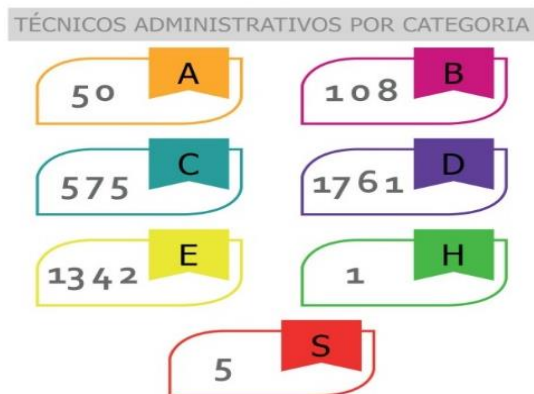 TÉCNICOS ADMINISTRATIVOS POR CATEGORIA
A
50
B
108
C
575
D
1761
E
1342
H
1
S
5